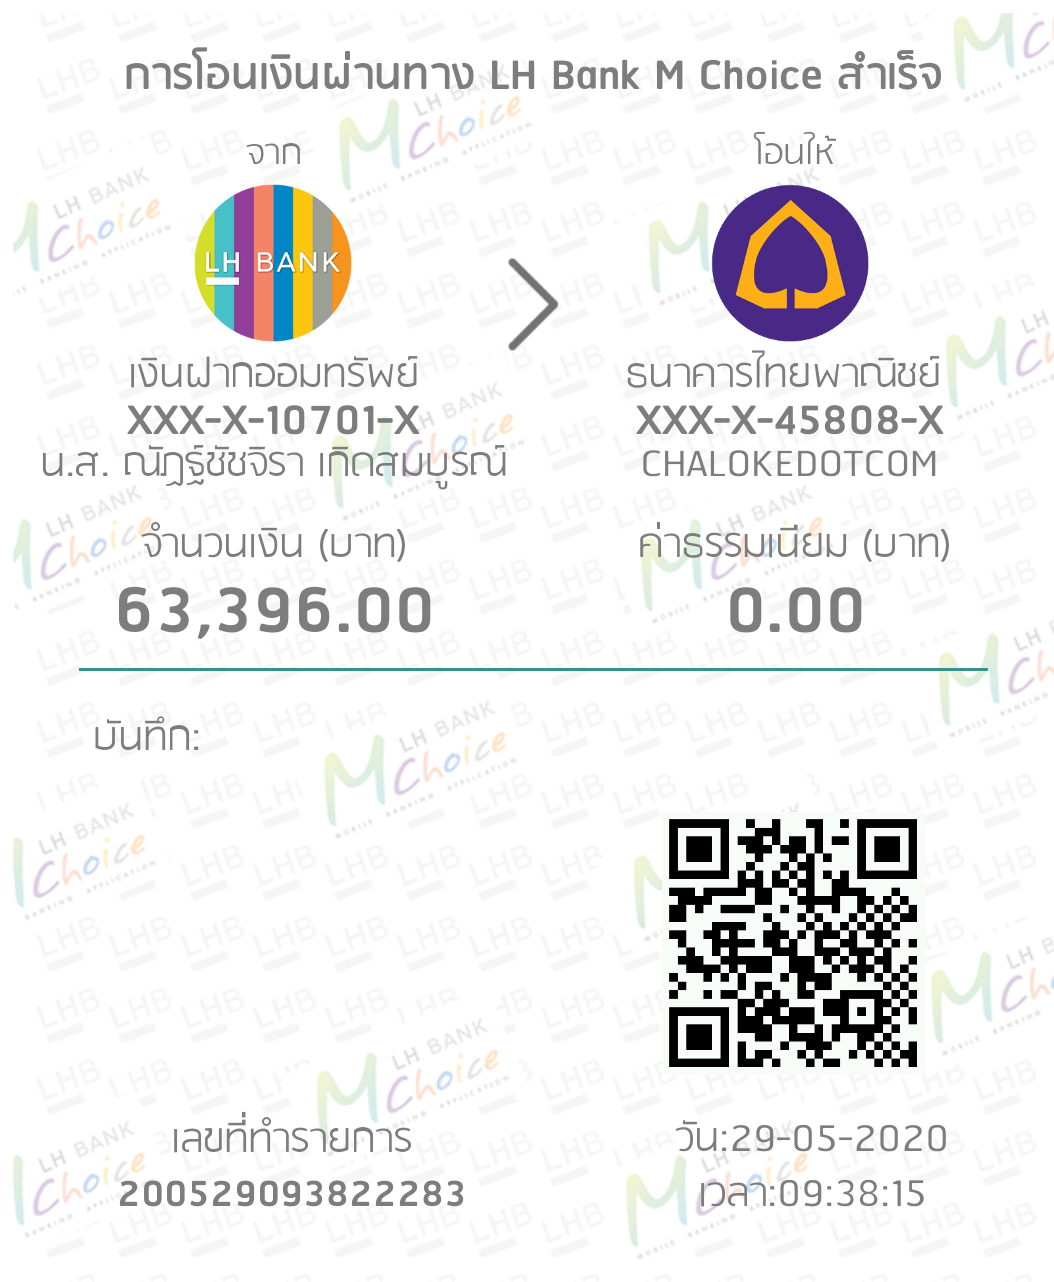 การโอนเงินผ่านทาง LH Bank M Choice สำเร็จ
จาก
โอนให้
LH BANK
เงินฝากออมทรัพย์
ธนาคารไทยพาณิชย์
XXX-X-10701-X
XXX-X-45808-X
น.ส. ณัฏฐ์ชัชจิรา เกิดสมบูรณ์
CHALOKEDOTCOM
จำนวนเงิน (บาท)
ค่าธรรมเนียม (บาท)
63,396.00
0.00
บันทึก:
เลขที่ทำรายการ
วัน:29-05-2020
200529093822283
เวลา:09:38:15
LHB
LH BANK
M Choice
MOBILE BANKING APPLICATION